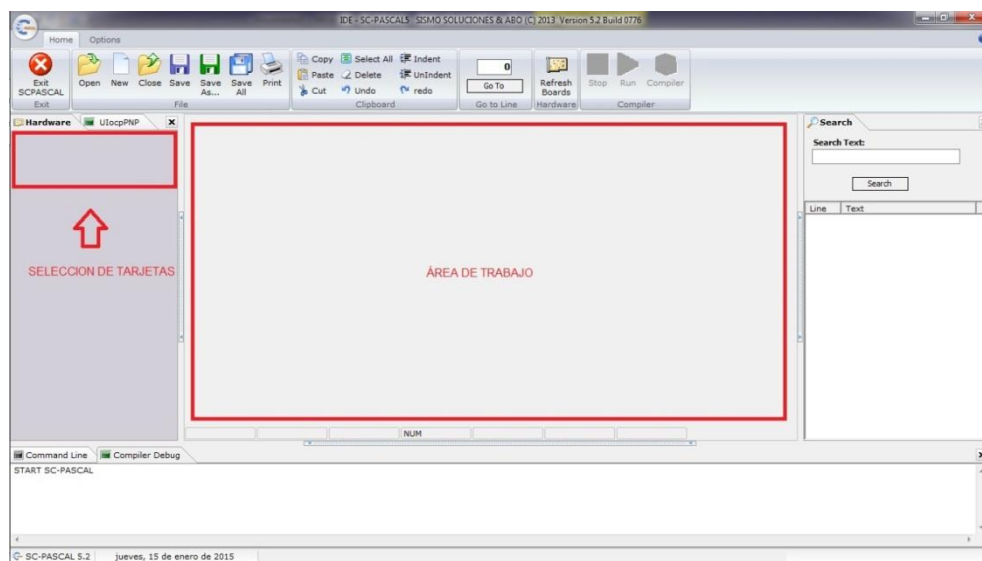 IDE - SC-PASCAL5 SISMO SOLUCIONES & ABO (C) 2013 Version 5.2 Build 0776
Home Options
Exit SCPASCAL
Open New Close Save Save As... Save All Print
Copy Select All Indent
Paste Delete UnIndent
Cut Undo redo
0
Go To
Refresh Boards
Stop Run Compiler
Exit File Clipboard Go to Line Hardware Compiler
Hardware UIocpPNP
SELECCION DE TARJETAS
ÁREA DE TRABAJO
NUM
Search
Search Text:
Search
Line Text
Command Line Compiler Debug
START SC-PASCAL
SC-PASCAL 5.2 jueves, 15 de enero de 2015